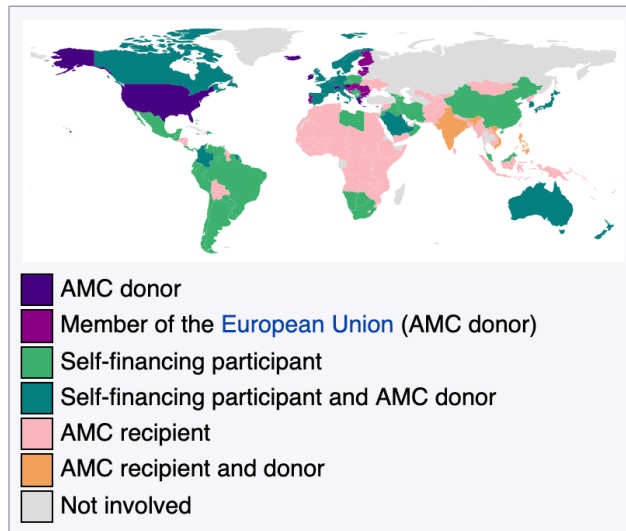 AMC donor
Member of the European Union (AMC donor)
Self-financing participant
Self-financing participant and AMC donor
AMC recipient
AMC recipient and donor
Not involved